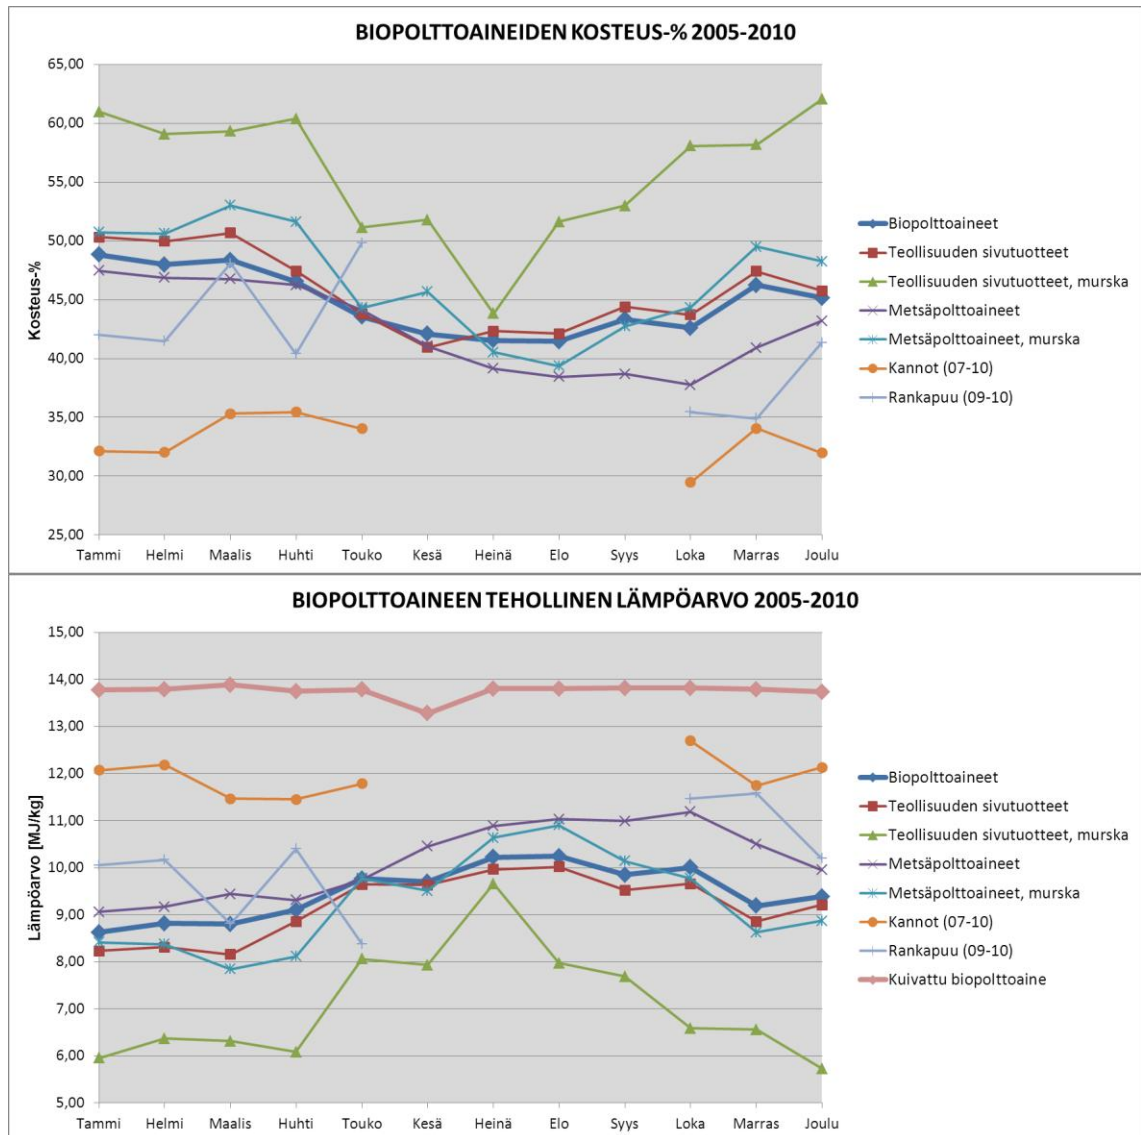 BIOPOLTTOAINEIDEN KOSTEUS-% 2005-2010
65,00
60,00
55,00
50,00
45,00
40,00
35,00
30,00
25,00
Kosteus-%
Tammi Helmi Maalis Huhti Touko Kesä Heinä Elo Syys Loka Marras Joulu
Biopolttoaineet
Teollisuuden sivutuotteet
Teollisuuden sivutuotteet, murska
Metsäpolttoaineet
Metsäpolttoaineet, murska
Kannot (07-10)
Rankapuu (09-10)
BIOPOLTTOAINEEN TEHOLLINEN LÄMPÖARVO 2005-2010
15,00
14,00
13,00
12,00
11,00
10,00
9,00
8,00
7,00
6,00
5,00
Lämpöarvo [MJ/kg]
Tammi Helmi Maalis Huhti Touko Kesä Heinä Elo Syys Loka Marras Joulu
Biopolttoaineet
Teollisuuden sivutuotteet
Teollisuuden sivutuotteet, murska
Metsäpolttoaineet
Metsäpolttoaineet, murska
Kannot (07-10)
Rankapuu (09-10)
Kuivattu biopolttoaine